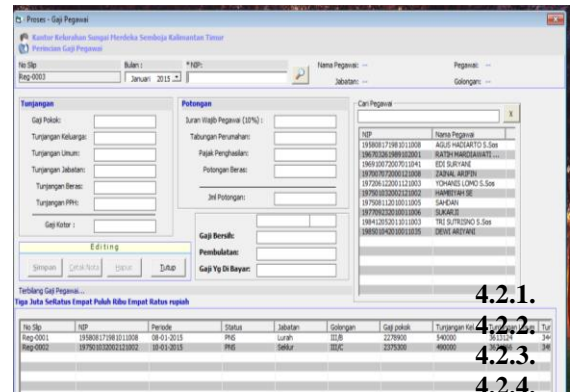 Proses - Gaji Pegawai
Kantor Kelurahan Sungai Merdeka Semboja Kalimantan Timur
Perincian Gaji Pegawai
No Slip Bulan : *NIP: Nama Pegawai: -- Pegawai: --
Reg-0003 Januari 2015 Jabatan: -- Golongan: --
Tunjangan Potongan Cari Pegawai
Gaji Pokok: Iuran Wajib Pegawai (10%) : X
Tunjangan Keluarga: Tabungan Perumahan: NIP Nama Pegawai
Tunjangan Umum: Pajak Penghasilan:
Tunjangan Jabatan: Potongan Beras:
Tunjangan Beras:
Tunjangan PPH: Jml Potongan:
Gaji Kotor :
195808171981011008 AGUS HADIARTO S.Sos
196703261989102001 RATIH MARDIAWATI ...
196910072007011041 EDI SURYANI
197007072000121008 ZAINAL ARIFIN
197206122001121003 YOHANIS LOMO S.Sos
197501032002121002 HAMBIYAH SE
197508112010011005 SAHDAN
197709232010011006 SUKARJI
198412052011011003 TRI SUTRISNO S.Sos
198501042010011035 DEWI ARIYANI
Editing
Gaji Bersih:
Pembulatan:
Gaji Yg Di Bayar:
Simpan Cetak Nota Hapus Tutup
Terbilang Gaji Pegawai...
Tiga Juta SeRatus Empat Puluh Ribu Empat Ratus rupiah
4.2.1.
4.2.2.
4.2.3.
4.2.4.
No Slip NIP Periode Status Jabatan Golongan Gaji pokok Tunjangan Kel... Tur
Reg-0001 195808171981011008 08-01-2015 PNS Lurah III/B 2278900 540000 3613124
Reg-0002 197501032002121002 10-01-2015 PNS Seklur III/C 2375300 490000